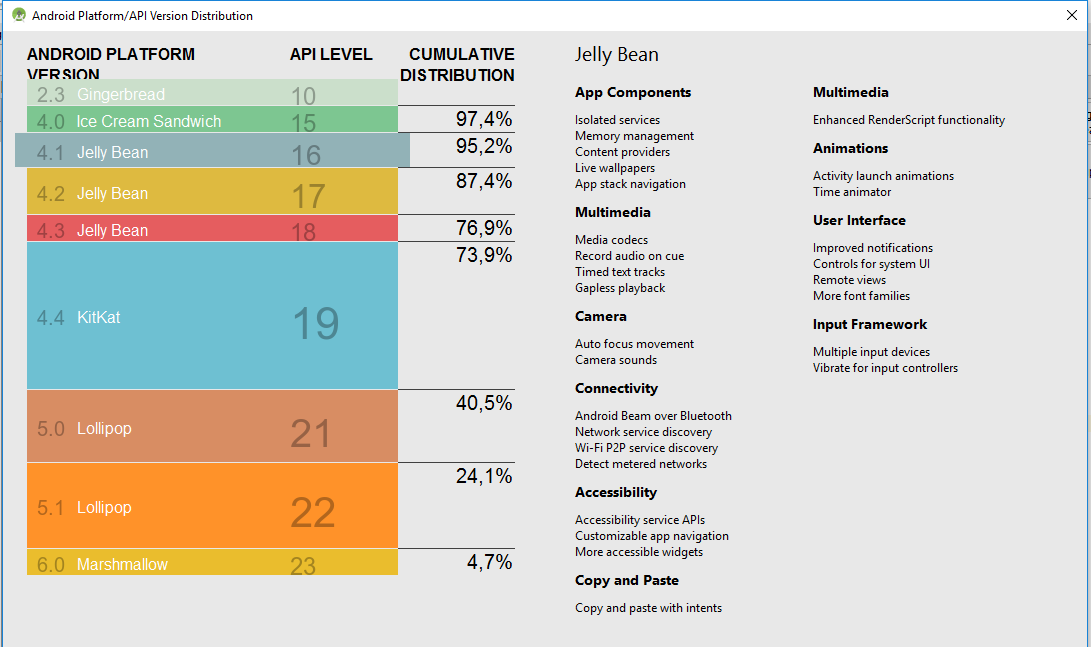 Android Platform/API Version Distribution
ANDROID PLATFORM
VERSION
API LEVEL
CUMULATIVE
DISTRIBUTION
2.3 Gingerbread 10
4.0 Ice Cream Sandwich 15 97,4%
4.1 Jelly Bean 16 95,2%
4.2 Jelly Bean 17 87,4%
4.3 Jelly Bean 18 76,9%
4.4 KitKat 19 73,9%
5.0 Lollipop 21 40,5%
5.1 Lollipop 22 24,1%
6.0 Marshmallow 23 4,7%
Jelly Bean
App Components
Isolated services
Memory management
Content providers
Live wallpapers
App stack navigation
Multimedia
Media codecs
Record audio on cue
Timed text tracks
Gapless playback
Camera
Auto focus movement
Camera sounds
Connectivity
Android Beam over Bluetooth
Network service discovery
Wi-Fi P2P service discovery
Detect metered networks
Accessibility
Accessibility service APIs
Customizable app navigation
More accessible widgets
Copy and Paste
Copy and paste with intents
Multimedia
Enhanced RenderScript functionality
Animations
Activity launch animations
Time animator
User Interface
Improved notifications
Controls for system UI
Remote views
More font families
Input Framework
Multiple input devices
Vibrate for input controllers